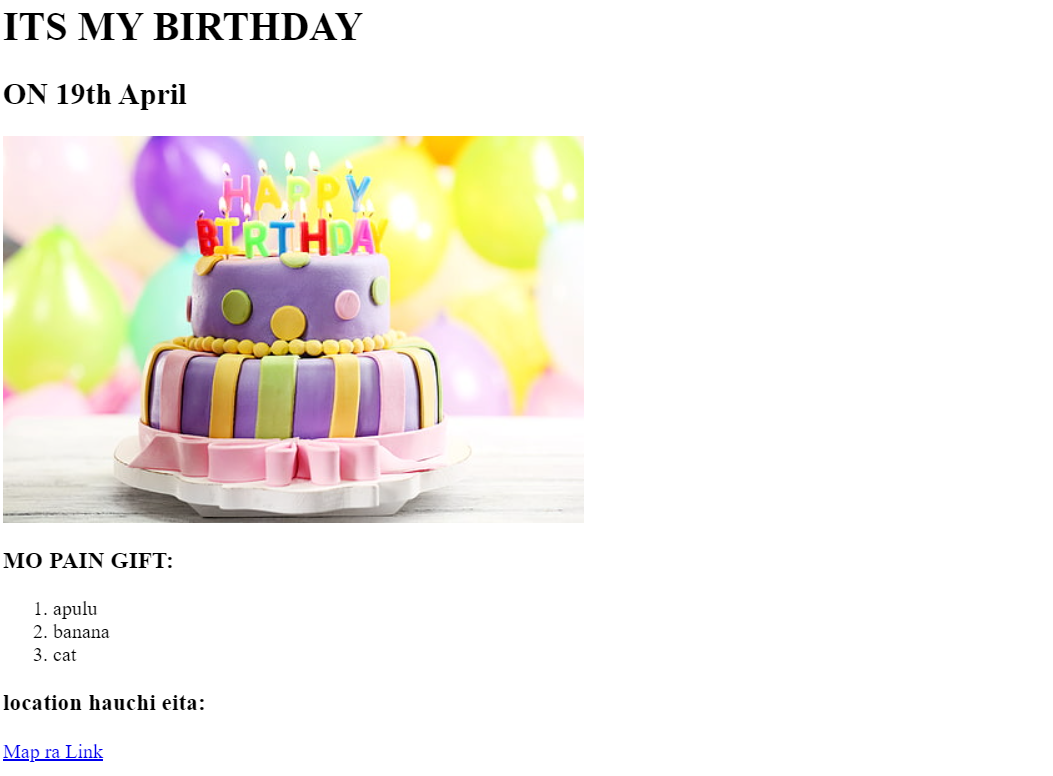 ITS MY BIRTHDAY
ON 19th April
HAPPY
BIRTHDAY
MO PAIN GIFT:
1. apulu
2. banana
3. cat
location hauchi eita:
Map ra Link